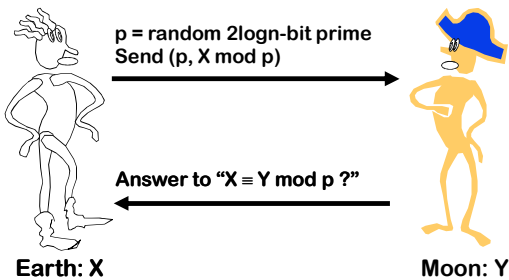 p = random 2logn-bit prime
Send (p, X mod p)
Answer to “X ≡ Y mod p ?”
Earth: X
Moon: Y